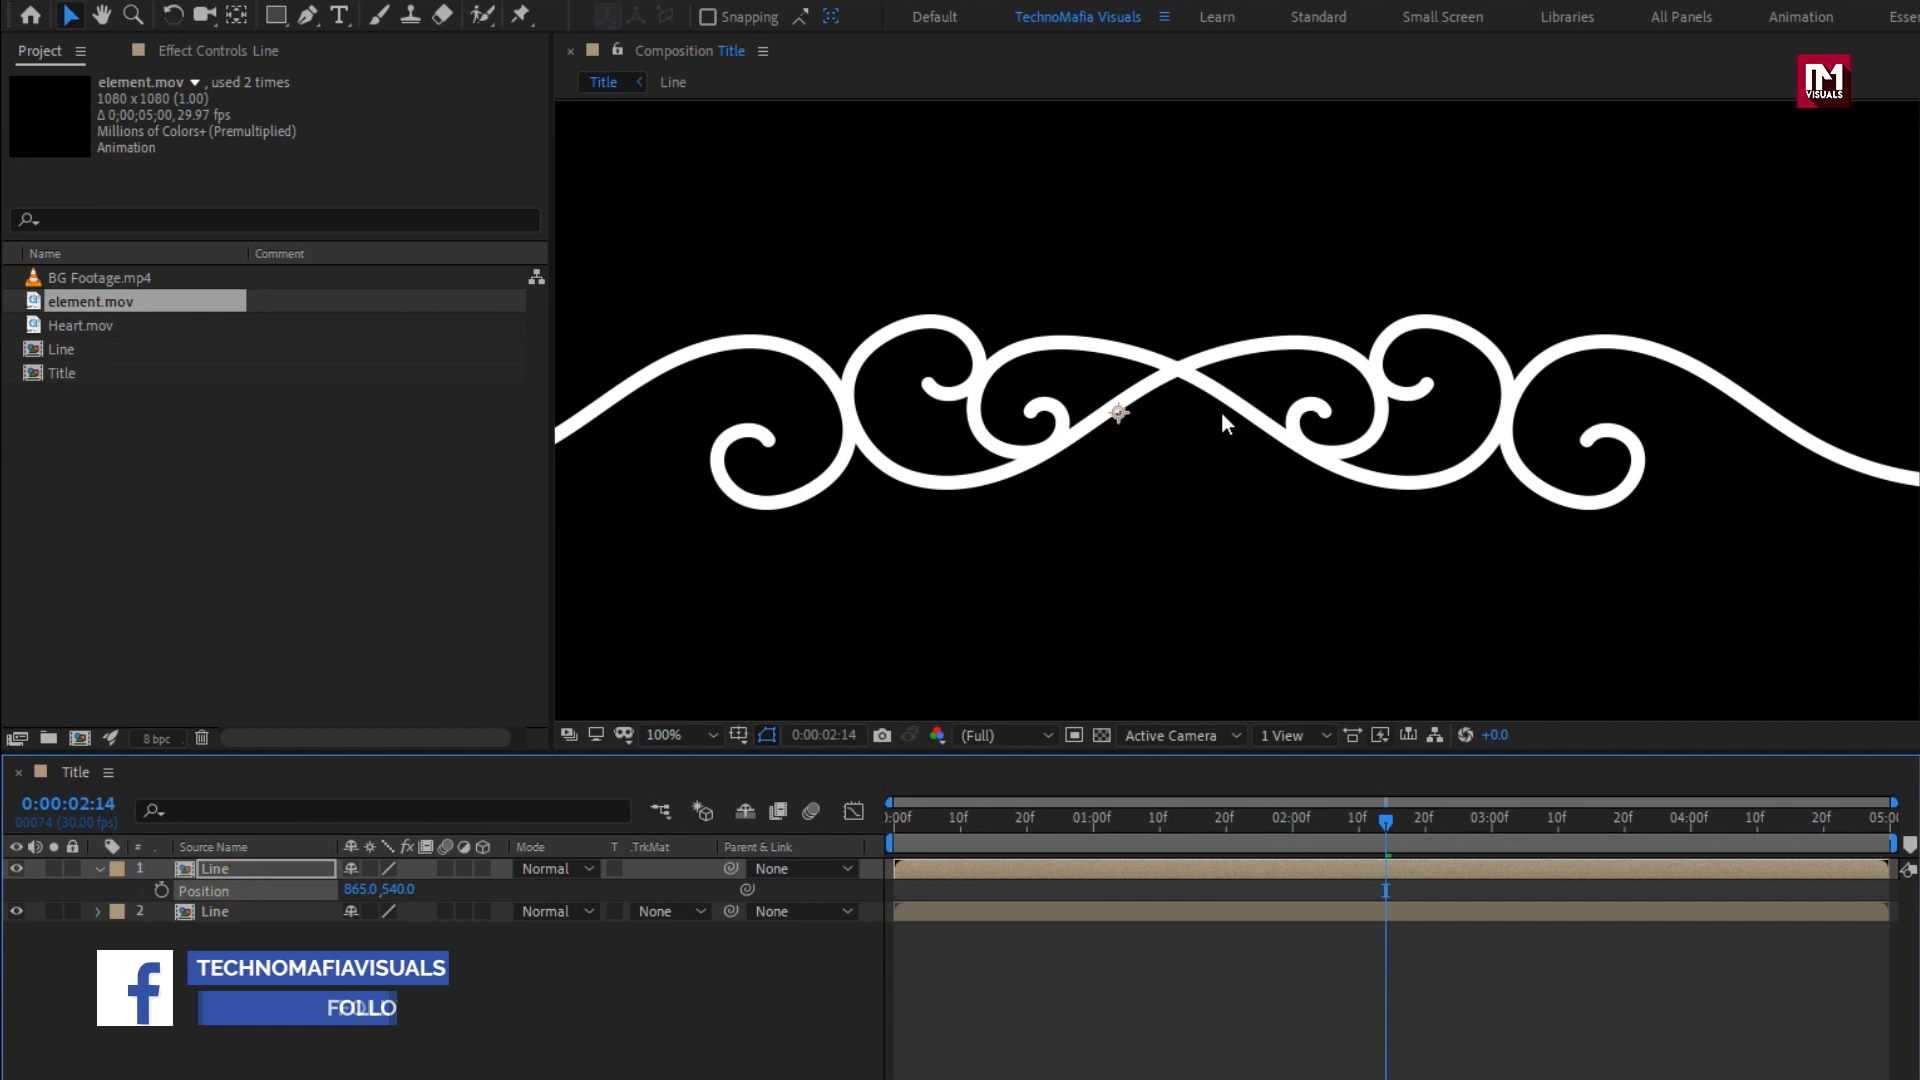 Snapping
Default
TechnoMafia Visuals
Learn
Standard
Small Screen
Libraries
All Panels
Animation
Esse
Project
Effect Controls Line
Composition Title
Title
Line
VISUALS
element.mov , used 2 times
1080 x 1080 (1.00)
Δ 0;00;05;00, 29.97 fps
Millions of Colors+ (Premultiplied)
Animation
Name
Comment
BG Footage.mp4
element.mov
Heart.mov
Line
Title
8 bpc
100%
0:00:02:14
(Full)
Active Camera
1 View
+0.0
Title
0:00:02:14
00074 (30.00 fps)
):00f 10f 20f 01:00f 10f 20f 02:00f 10f 20f 03:00f 10f 20f 04:00f 10f 20f 05:00
# . Source Name
Mode T .TrkMat Parent & Link
1 Line Normal None
Position 865.0 ,540.0
2 Line Normal None None
TECHNOMAFIAVISUALS
FOLLO